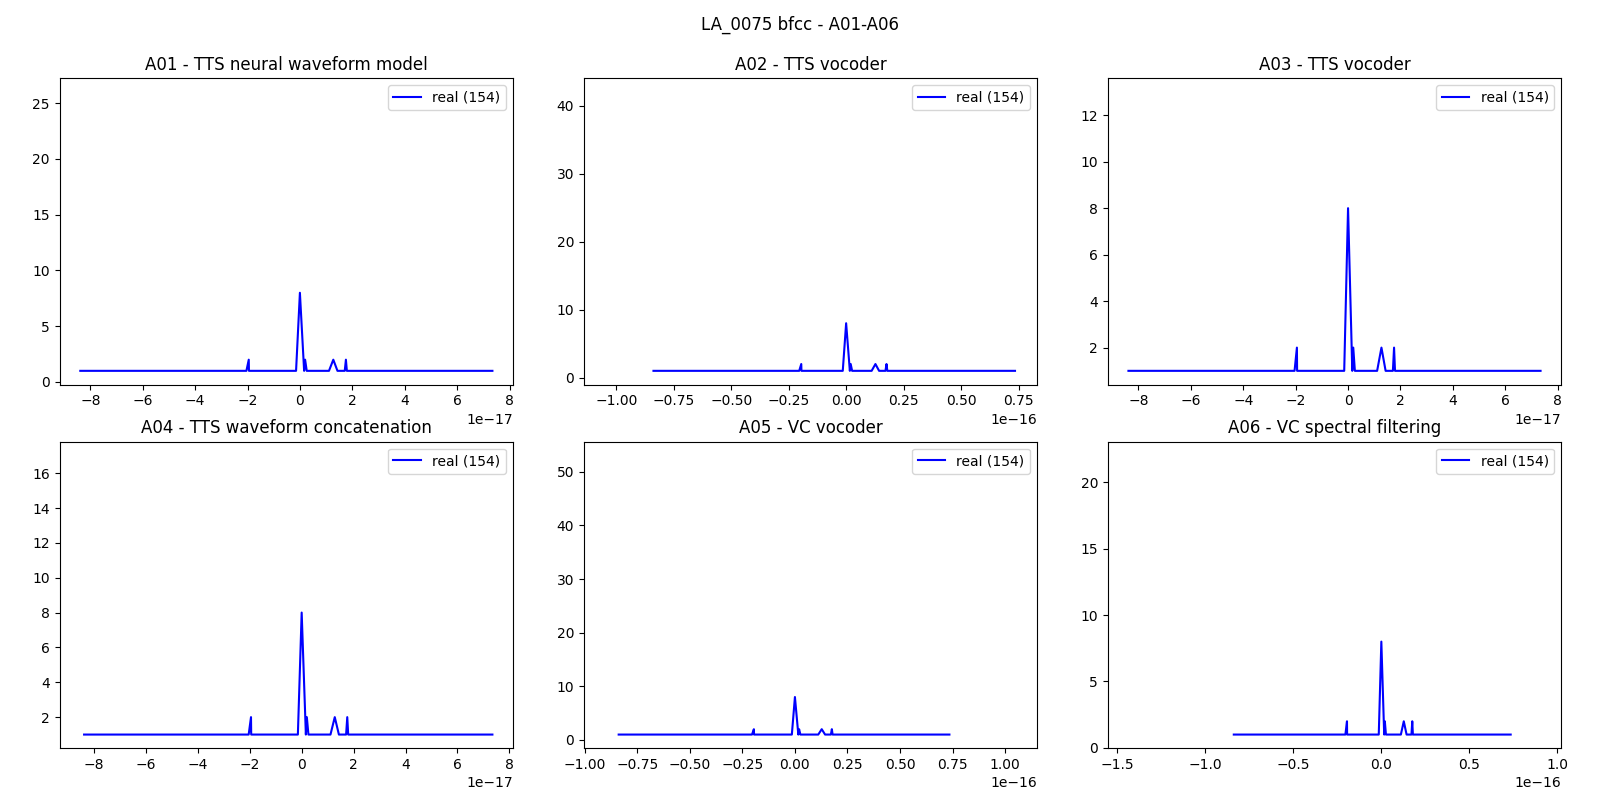 LA_0075 bfcc - A01-A06
A01 - TTS neural waveform model
real (154)
25
20
15
10
5
0
−8 −6 −4 −2 0 2 4 6 8
1e−17
A02 - TTS vocoder
real (154)
40
30
20
10
0
−1.00 −0.75 −0.50 −0.25 0.00 0.25 0.50 0.75
1e−16
A03 - TTS vocoder
real (154)
12
10
8
6
4
2
−8 −6 −4 −2 0 2 4 6 8
1e−17
A04 - TTS waveform concatenation
real (154)
16
14
12
10
8
6
4
2
−8 −6 −4 −2 0 2 4 6 8
1e−17
A05 - VC vocoder
real (154)
50
40
30
20
10
0
−1.00 −0.75 −0.50 −0.25 0.00 0.25 0.50 0.75 1.00
1e−16
A06 - VC spectral filtering
real (154)
20
15
10
5
0
−1.5 −1.0 −0.5 0.0 0.5 1.0
1e−16